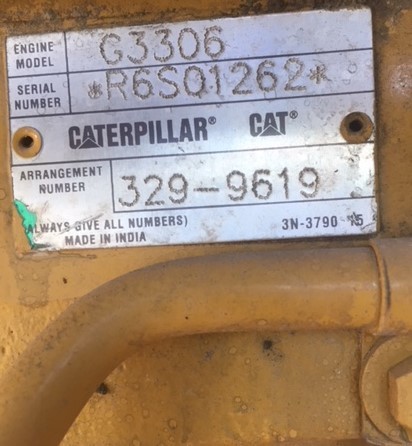 ENGINE MODEL G3306
SERIAL NUMBER *R6S01262*
CATERPILLAR® CAT®
ARRANGEMENT NUMBER 329-9619
(ALWAYS GIVE ALL NUMBERS) 3N-3790
MADE IN INDIA